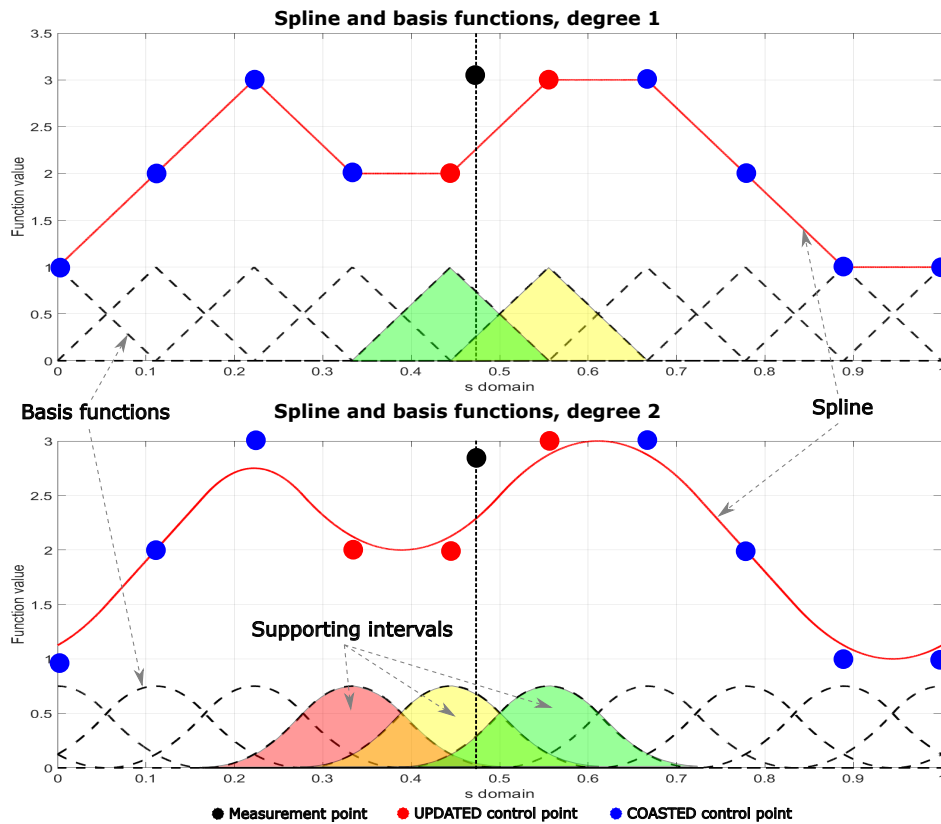 Spline and basis functions, degree 1
3.5
3
2.5
2
1.5
1
0.5
0
Function value
0 0.1 0.2 0.3 0.4 0.5 0.6 0.7 0.8 0.9 1
s domain
Basis functions
Spline
Spline and basis functions, degree 2
3
2.5
2
1.5
1
0.5
0
Function value
Supporting intervals
0 0.1 0.2 0.3 0.4 0.5 0.6 0.7 0.8 0.9 1
s domain
Measurement point UPDATED control point COASTED control point